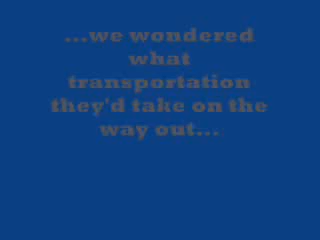 ...we wondered
what
transportation
they'd take on the
way out...